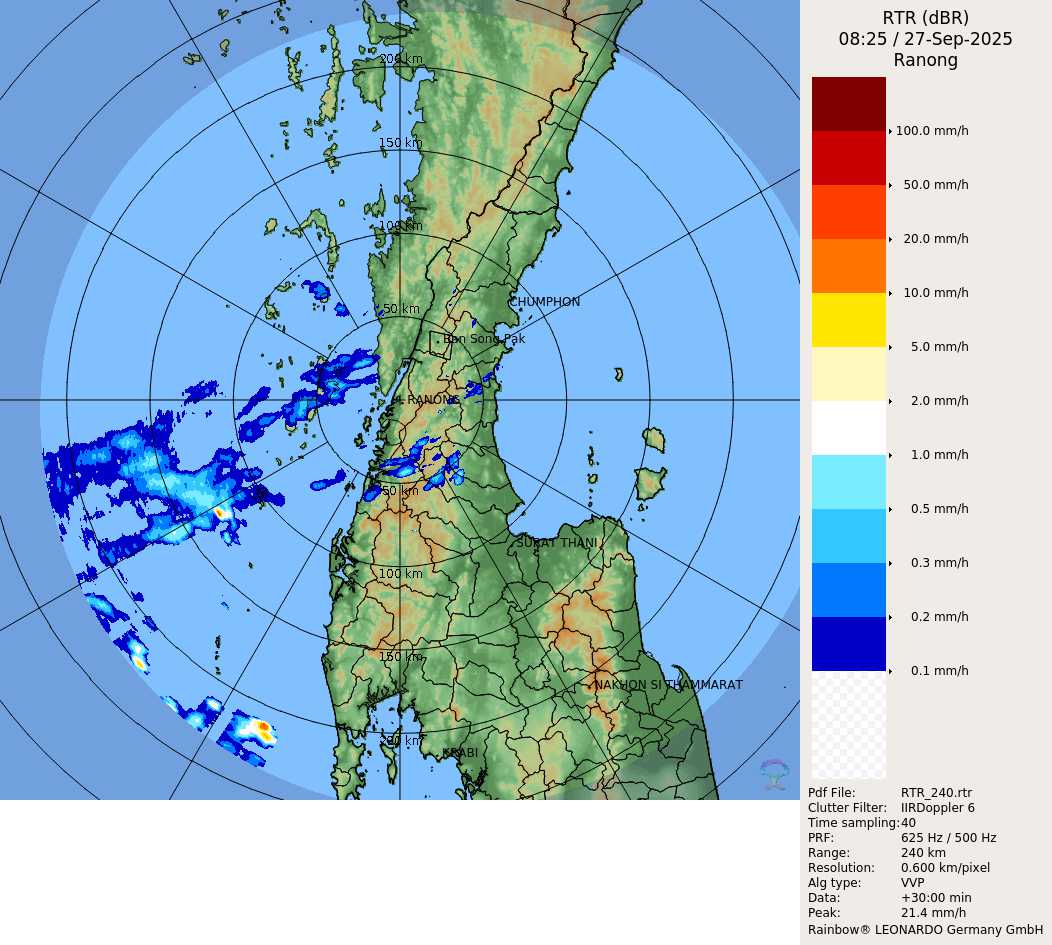 RTR (dBR)
08:25 / 27-Sep-2025
Ranong
200 km
150 km
100 km
50 km
CHUMPHON
Ban Song Pak
RANONG
50 km
SURAT THANI
100 km
150 km
NAKHON SI THAMMARAT
200 km
KRABI
100.0 mm/h
50.0 mm/h
20.0 mm/h
10.0 mm/h
5.0 mm/h
2.0 mm/h
1.0 mm/h
0.5 mm/h
0.3 mm/h
0.2 mm/h
0.1 mm/h
Pdf File: RTR_240.rtr
Clutter Filter: IIRDoppler 6
Time sampling: 40
PRF: 625 Hz / 500 Hz
Range: 240 km
Resolution: 0.600 km/pixel
Alg type: VVP
Data: +30:00 min
Peak: 21.4 mm/h
Rainbow® LEONARDO Germany GmbH